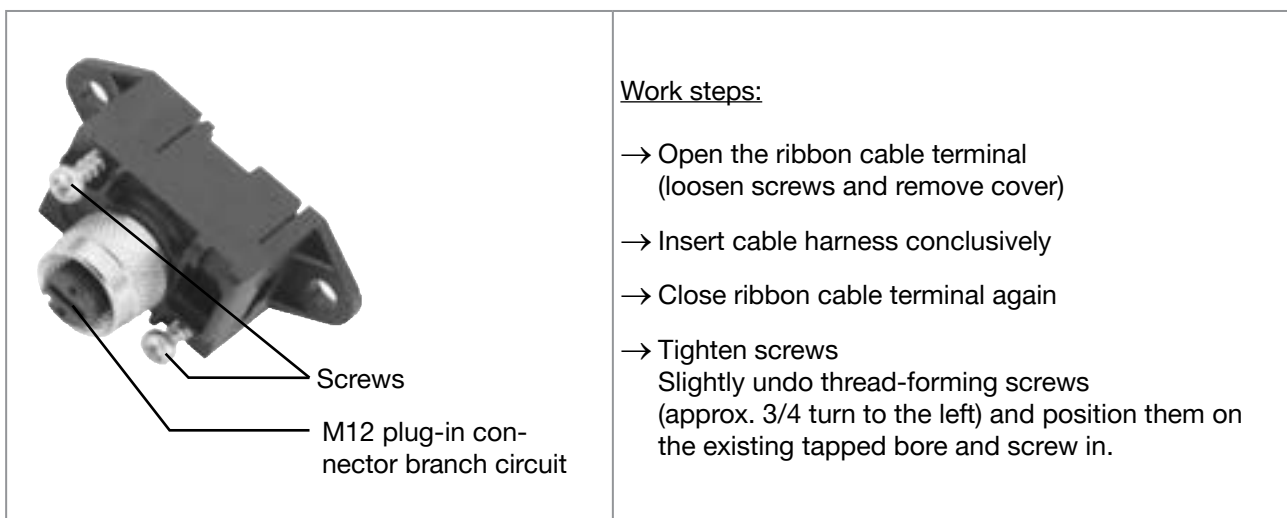 Screws
M12 plug-in con-
nector branch circuit
Work steps:
→ Open the ribbon cable terminal
(loosen screws and remove cover)
→ Insert cable harness conclusively
→ Close ribbon cable terminal again
→ Tighten screws
Slightly undo thread-forming screws
(approx. 3/4 turn to the left) and position them on
the existing tapped bore and screw in.